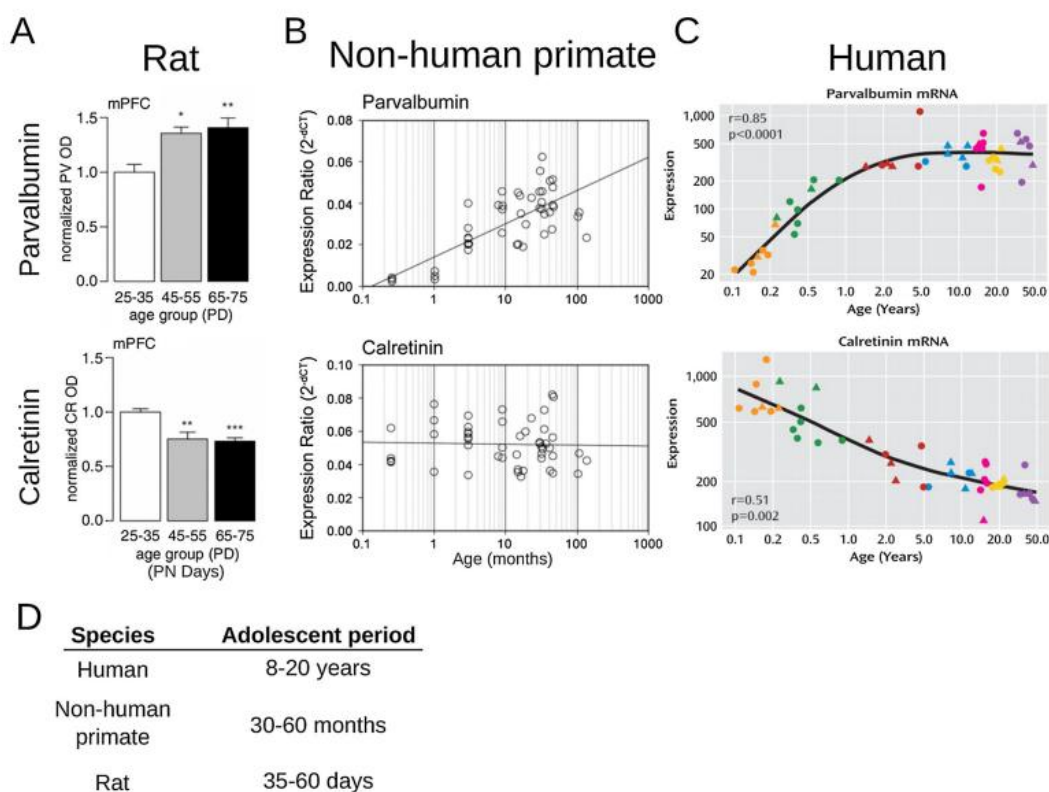 A
Rat
Parvalbumin
mPFC
normalized PV OD
1.5
1.0
0.5
0.0
*
**
25-35 45-55 65-75
age group (PD)
Calretinin
mPFC
normalized CR OD
1.5
1.0
0.5
0.0
**
***
25-35 45-55 65-75
age group (PD)
(PN Days)
B
Non-human primate
Parvalbumin
Expression Ratio (2-dCT)
0.08
0.06
0.04
0.02
0.00
0.1 1 10 100 1000
Calretinin
Expression Ratio (2-dCT)
0.10
0.08
0.06
0.04
0.02
0.00
0.1 1 10 100 1000
Age (months)
C
Human
Parvalbumin mRNA
r=0.85
p<0.0001
Expression
1,000
500
200
100
50
20
0.1 0.2 0.5 1.0 2.0 5.0 10.0 20.0 50.0
Age (Years)
Calretinin mRNA
Expression
1,000
500
200
100
r=0.51
p=0.002
0.1 0.2 0.5 1.0 2.0 5.0 10.0 20.0 50.0
Age (Years)
D
Species Adolescent period
Human 8-20 years
Non-human
primate 30-60 months
Rat 35-60 days